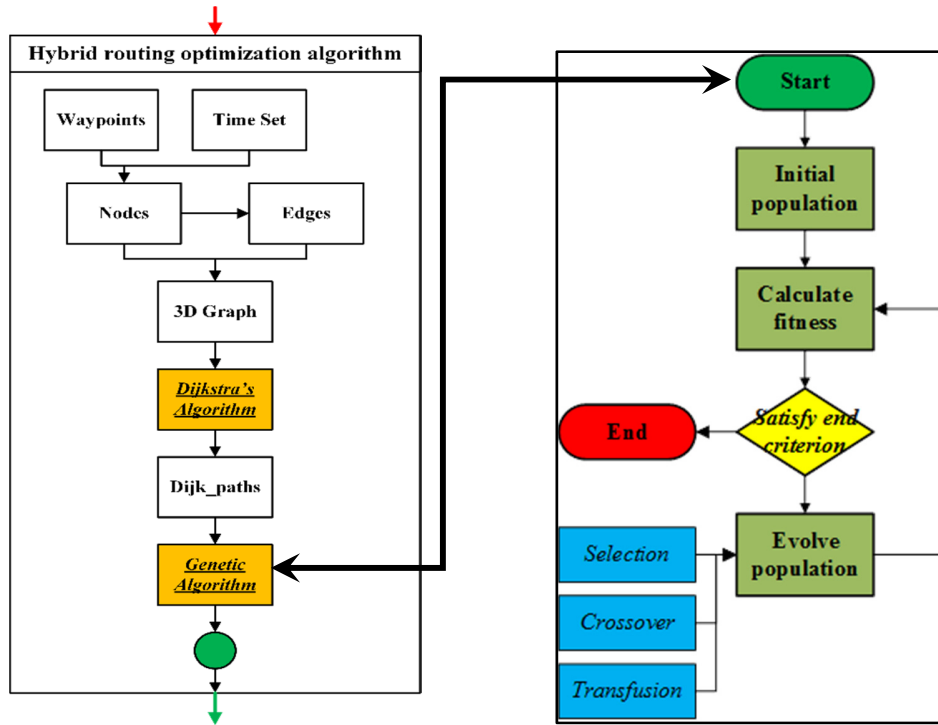 Hybrid routing optimization algorithm
Waypoints
Time Set
Nodes
Edges
3D Graph
Dijkstra's
Algorithm
Dijk_paths
Genetic
Algorithm
Start
Initial
population
Calculate
fitness
Satisfy end
criterion
End
Evolve
population
Selection
Crossover
Transfusion